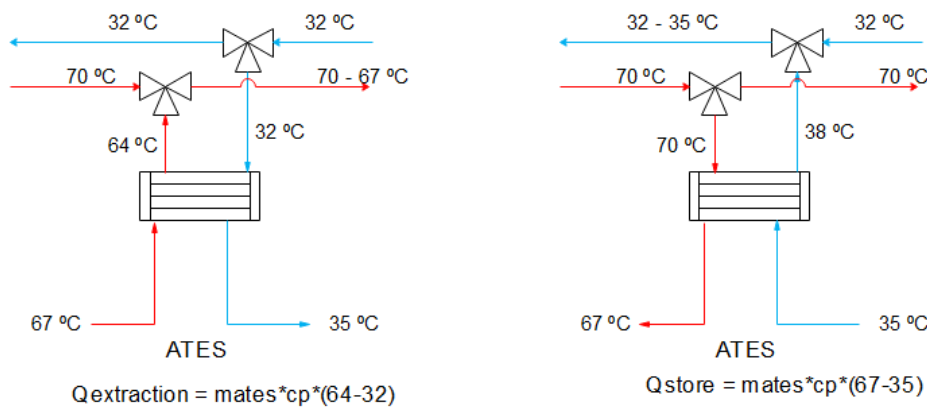 32 ºC 32 ºC
70 ºC 70 - 67 ºC
64 ºC 32 ºC
67 ºC 35 ºC
ATES
Qextraction = mates*cp*(64-32)
32 - 35 ºC 32 ºC
70 ºC 70 ºC
70 ºC 38 ºC
67 ºC 35 ºC
ATES
Qstore = mates*cp*(67-35)